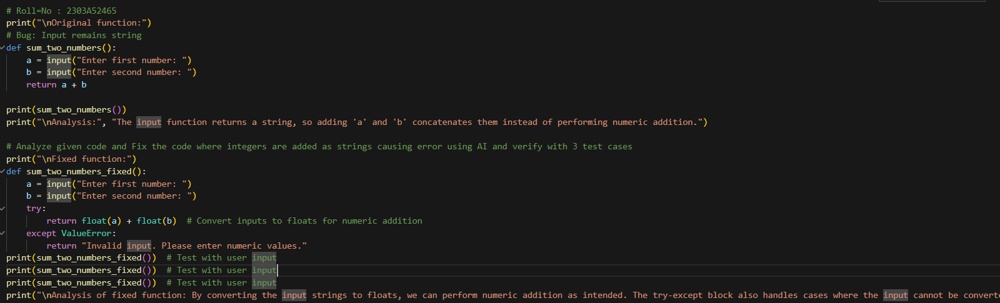 # Roll=No : 2303A52465
print("\nOriginal function:")
# Bug: Input remains string
def sum_two_numbers():
    a = input("Enter first number: ")
    b = input("Enter second number: ")
    return a + b

print(sum_two_numbers())
print("\nAnalysis:", "The input function returns a string, so adding 'a' and 'b' concatenates them instead of performing numeric addition.")

# Analyze given code and Fix the code where integers are added as strings causing error using AI and verify with 3 test cases
print("\nFixed function:")
def sum_two_numbers_fixed():
    a = input("Enter first number: ")
    b = input("Enter second number: ")
    try:
        return float(a) + float(b)  # Convert inputs to floats for numeric addition
    except ValueError:
        return "Invalid input. Please enter numeric values."
print(sum_two_numbers_fixed())  # Test with user input
print(sum_two_numbers_fixed())  # Test with user input
print(sum_two_numbers_fixed())  # Test with user input
print("\nAnalysis of fixed function: By converting the input strings to floats, we can perform numeric addition as intended. The try-except block also handles cases where the input cannot be